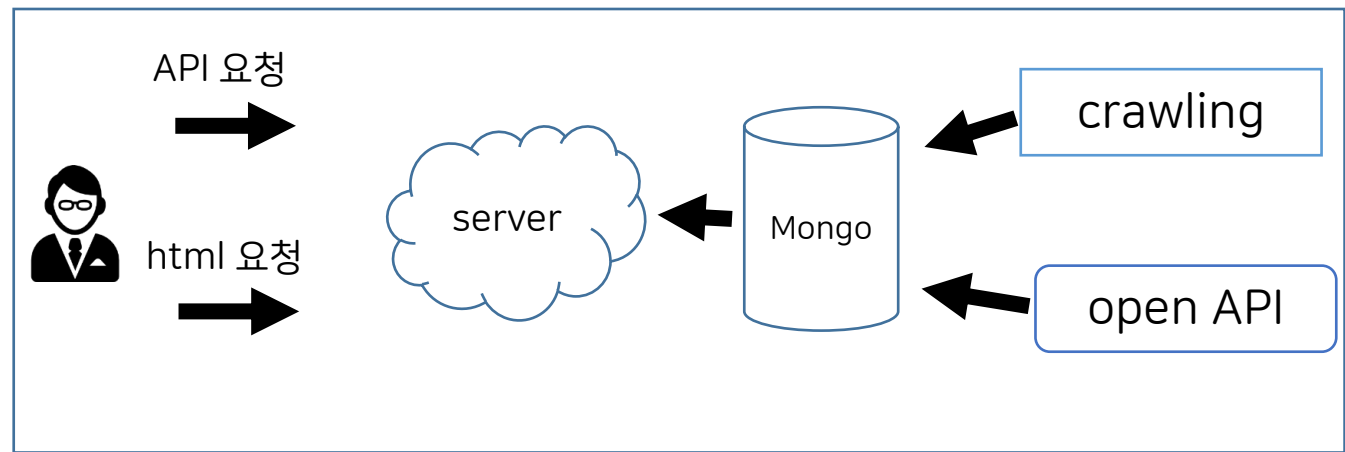 API 요청
html 요청
server
Mongo
crawling
open API